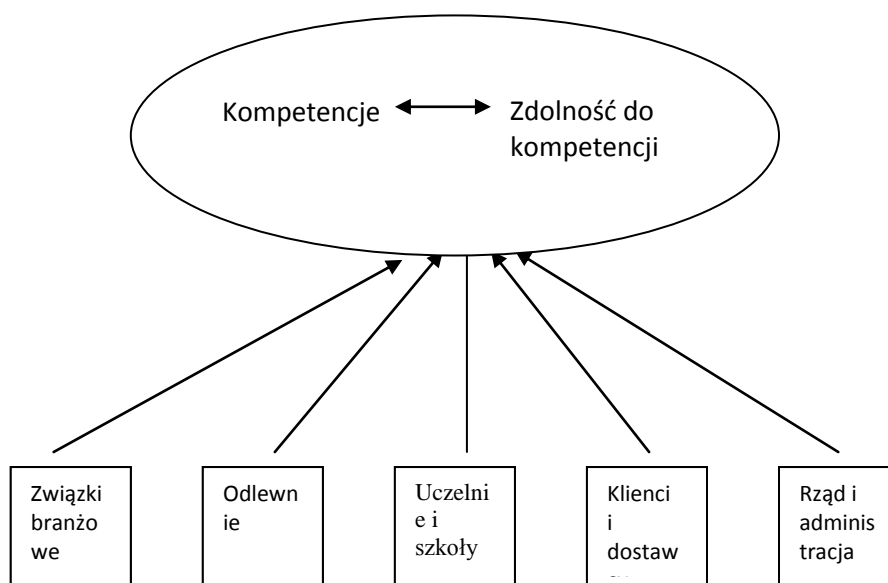 Kompetencje
Zdolność do
kompetencji
Związki
branżo
we
Odlewn
ie
Uczelni
e i
szkoły
Klienci
i
dostaw
Rząd i
adminis
tracja